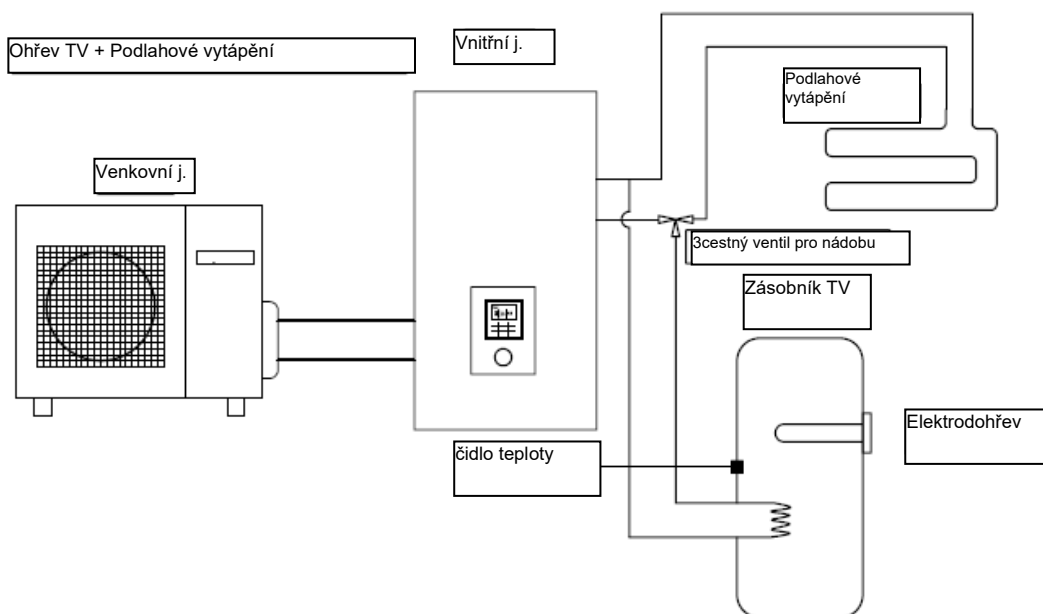 Ohřev TV + Podlahové vytápění
Vnitřní j.
Podlahové
vytápění
Venkovní j.
3cestný ventil pro nádobu
Zásobník TV
Elektrodohřev
čidlo teploty